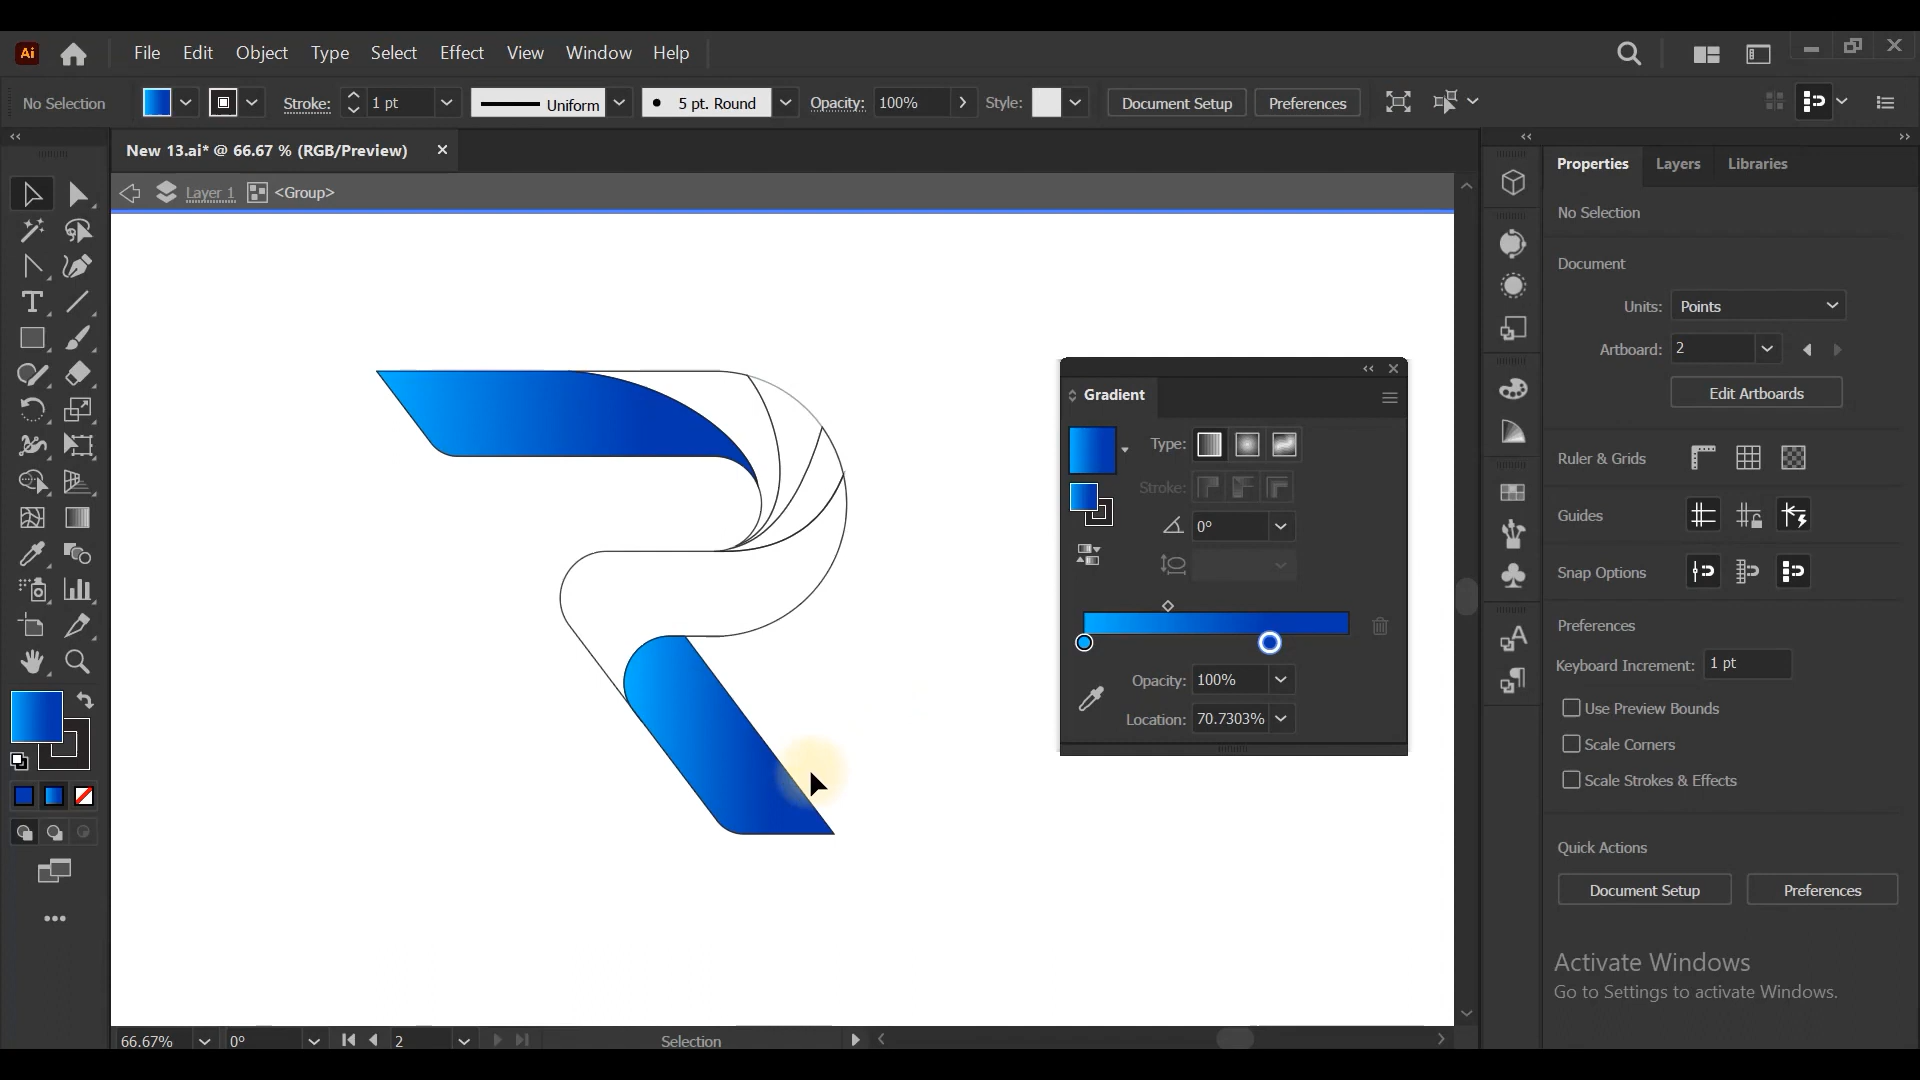 Ai File Edit Object Type Select Effect View Window Help
No Selection Stroke: 1 pt Uniform 5 pt. Round Opacity: 100% Style: Document Setup Preferences
New 13.ai* @ 66.67 % (RGB/Preview)
Layer 1 <Group>
Gradient
Type:
Stroke:
0°
Opacity: 100%
Location: 70.7303%
Properties Layers Libraries
No Selection
Document
Units: Points
Artboard: 2
Edit Artboards
Ruler & Grids
Guides
Snap Options
Preferences
Keyboard Increment: 1 pt
Use Preview Bounds
Scale Corners
Scale Strokes & Effects
Quick Actions
Document Setup Preferences
Activate Windows
Go to Settings to activate Windows.
66.67% 0° 2 Selection